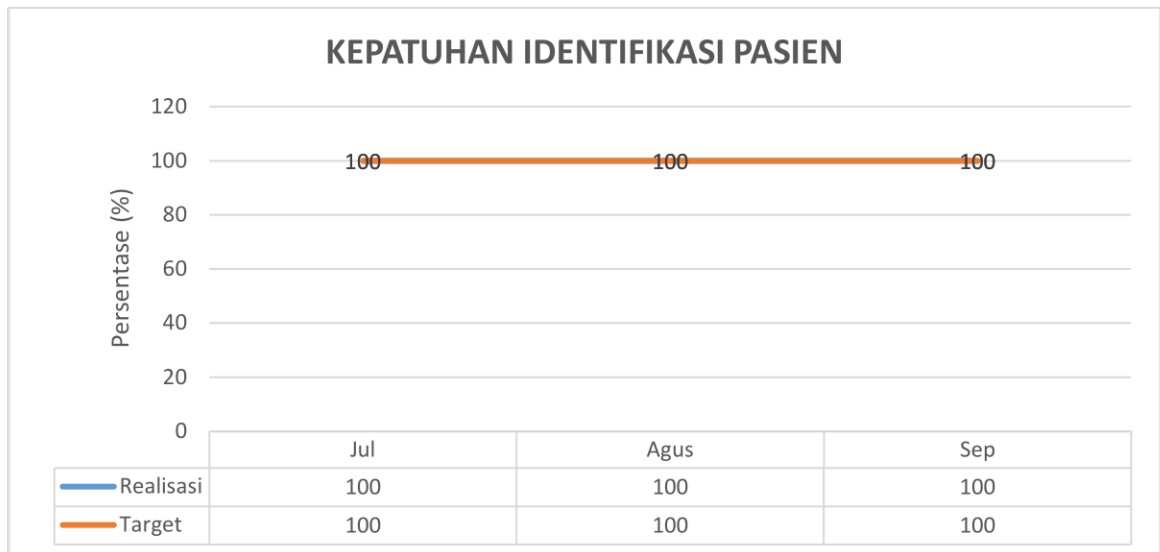 KEPATUHAN IDENTIFIKASI PASIEN
Persentase (%)
120
100
80
60
40
20
0
100 100 100
Jul Agus Sep
Realisasi 100 100 100
Target 100 100 100